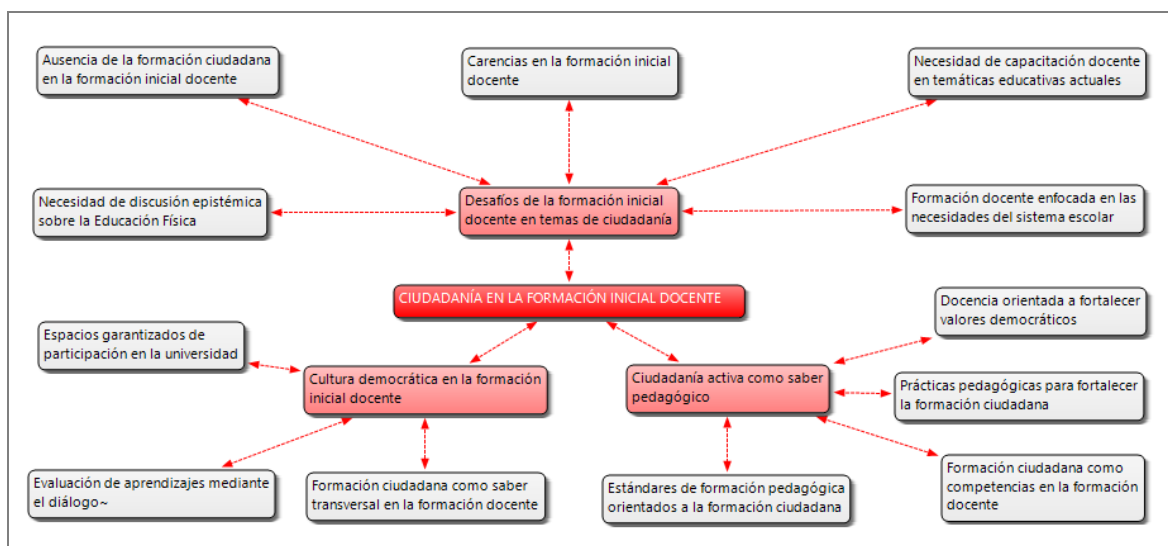 Ausencia de la formación ciudadana
en la formación inicial docente
Carencias en la formación inicial
docente
Necesidad de capacitación docente
en temáticas educativas actuales
Necesidad de discusión epistémica
sobre la Educación Física
Desafíos de la formación inicial
docente en temas de ciudadanía
Formación docente enfocada en las
necesidades del sistema escolar
CIUDADANÍA EN LA FORMACIÓN INICIAL DOCENTE
Espacios garantizados de
participación en la universidad
Docencia orientada a fortalecer
valores democráticos
Cultura democrática en la formación
inicial docente
Ciudadanía activa como saber
pedagógico
Prácticas pedagógicas para fortalecer
la formación ciudadana
Evaluación de aprendizajes mediante
el diálogo~
Formación ciudadana como saber
transversal en la formación docente
Estándares de formación pedagógica
orientados a la formación ciudadana
Formación ciudadana como
competencias en la formación
docente